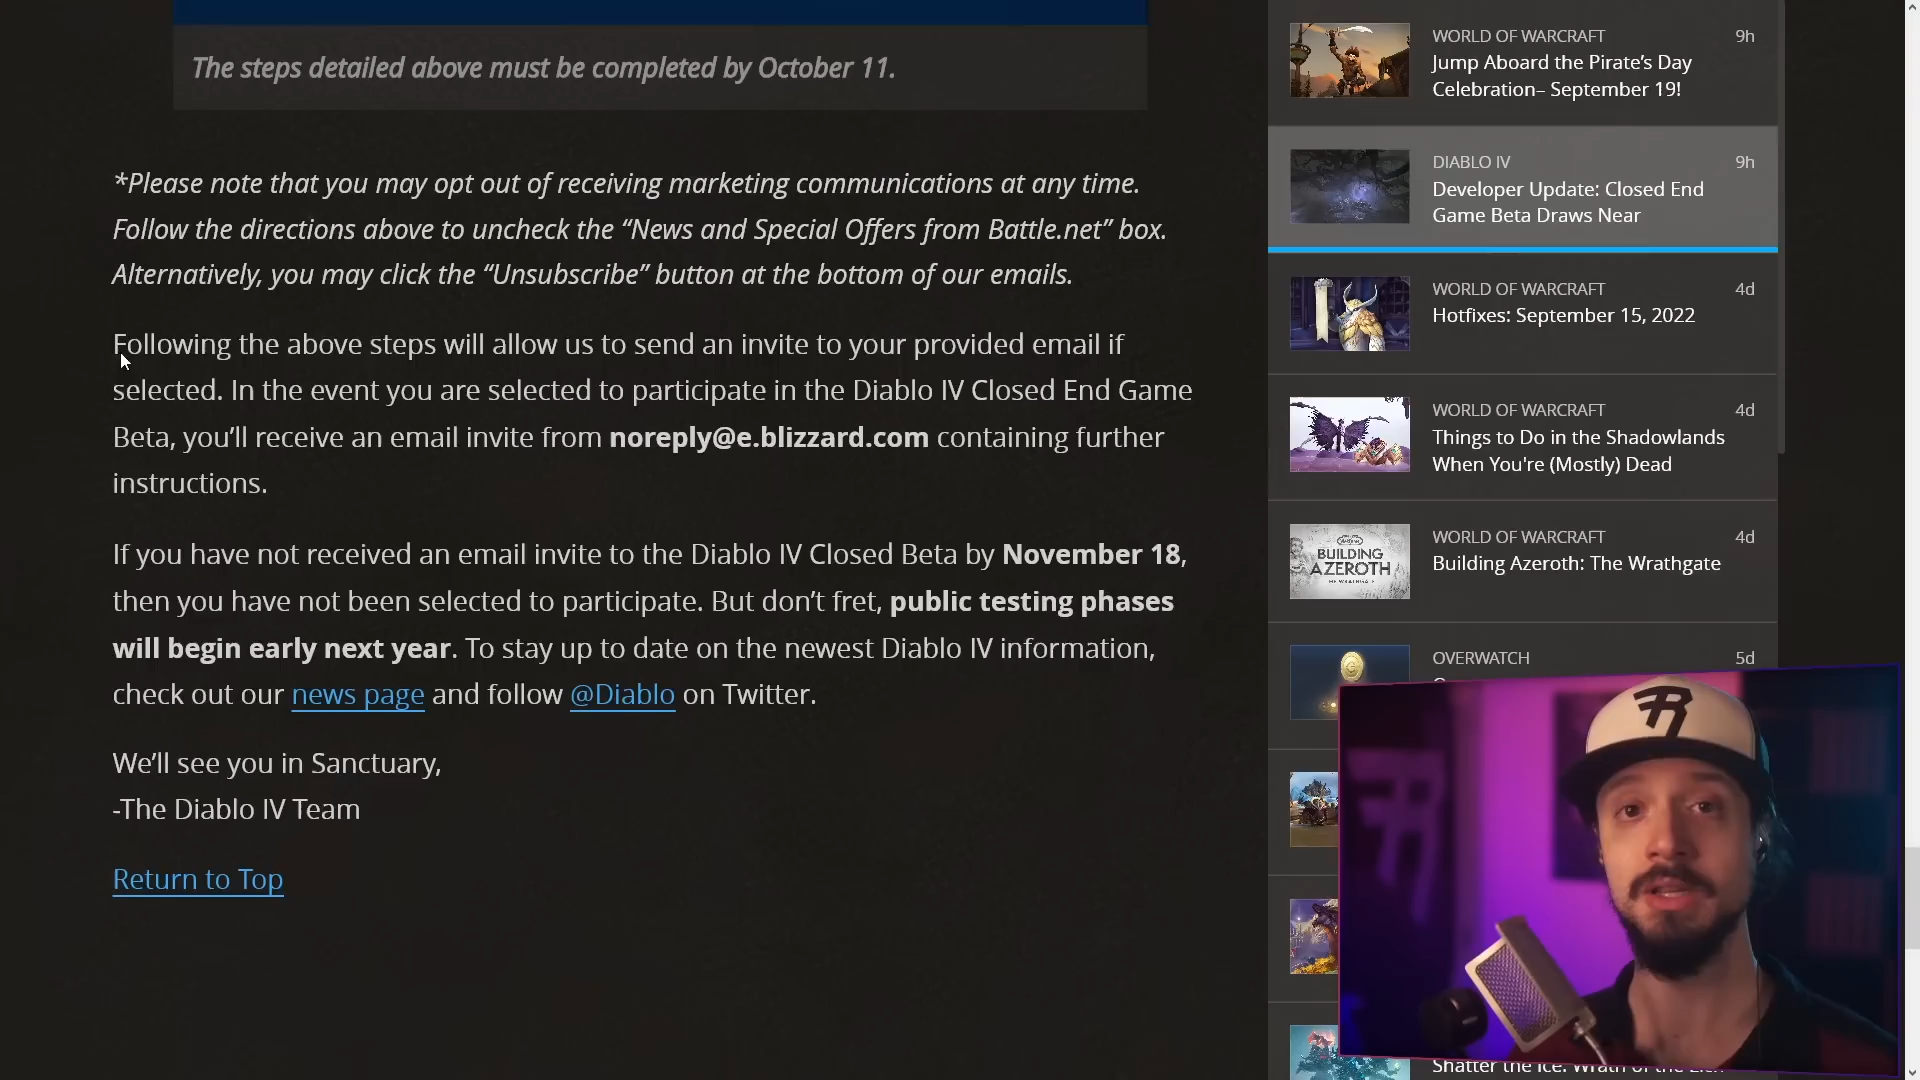 The steps detailed above must be completed by October 11.
*Please note that you may opt out of receiving marketing communications at any time.
Follow the directions above to uncheck the “News and Special Offers from Battle.net” box.
Alternatively, you may click the “Unsubscribe” button at the bottom of our emails.
Following the above steps will allow us to send an invite to your provided email if
selected. In the event you are selected to participate in the Diablo IV Closed End Game
Beta, you’ll receive an email invite from noreply@e.blizzard.com containing further
instructions.
If you have not received an email invite to the Diablo IV Closed Beta by November 18,
then you have not been selected to participate. But don’t fret, public testing phases
will begin early next year. To stay up to date on the newest Diablo IV information,
check out our news page and follow @Diablo on Twitter.
We’ll see you in Sanctuary,
-The Diablo IV Team
Return to Top
WORLD OF WARCRAFT 9h
Jump Aboard the Pirate’s Day
Celebration– September 19!
DIABLO IV 9h
Developer Update: Closed End
Game Beta Draws Near
WORLD OF WARCRAFT 4d
Hotfixes: September 15, 2022
WORLD OF WARCRAFT 4d
Things to Do in the Shadowlands
When You're (Mostly) Dead
WORLD OF WARCRAFT 4d
Building Azeroth: The Wrathgate
BUILDING
AZEROTH
OVERWATCH 5d
Shatter the Ice: Wrath of the